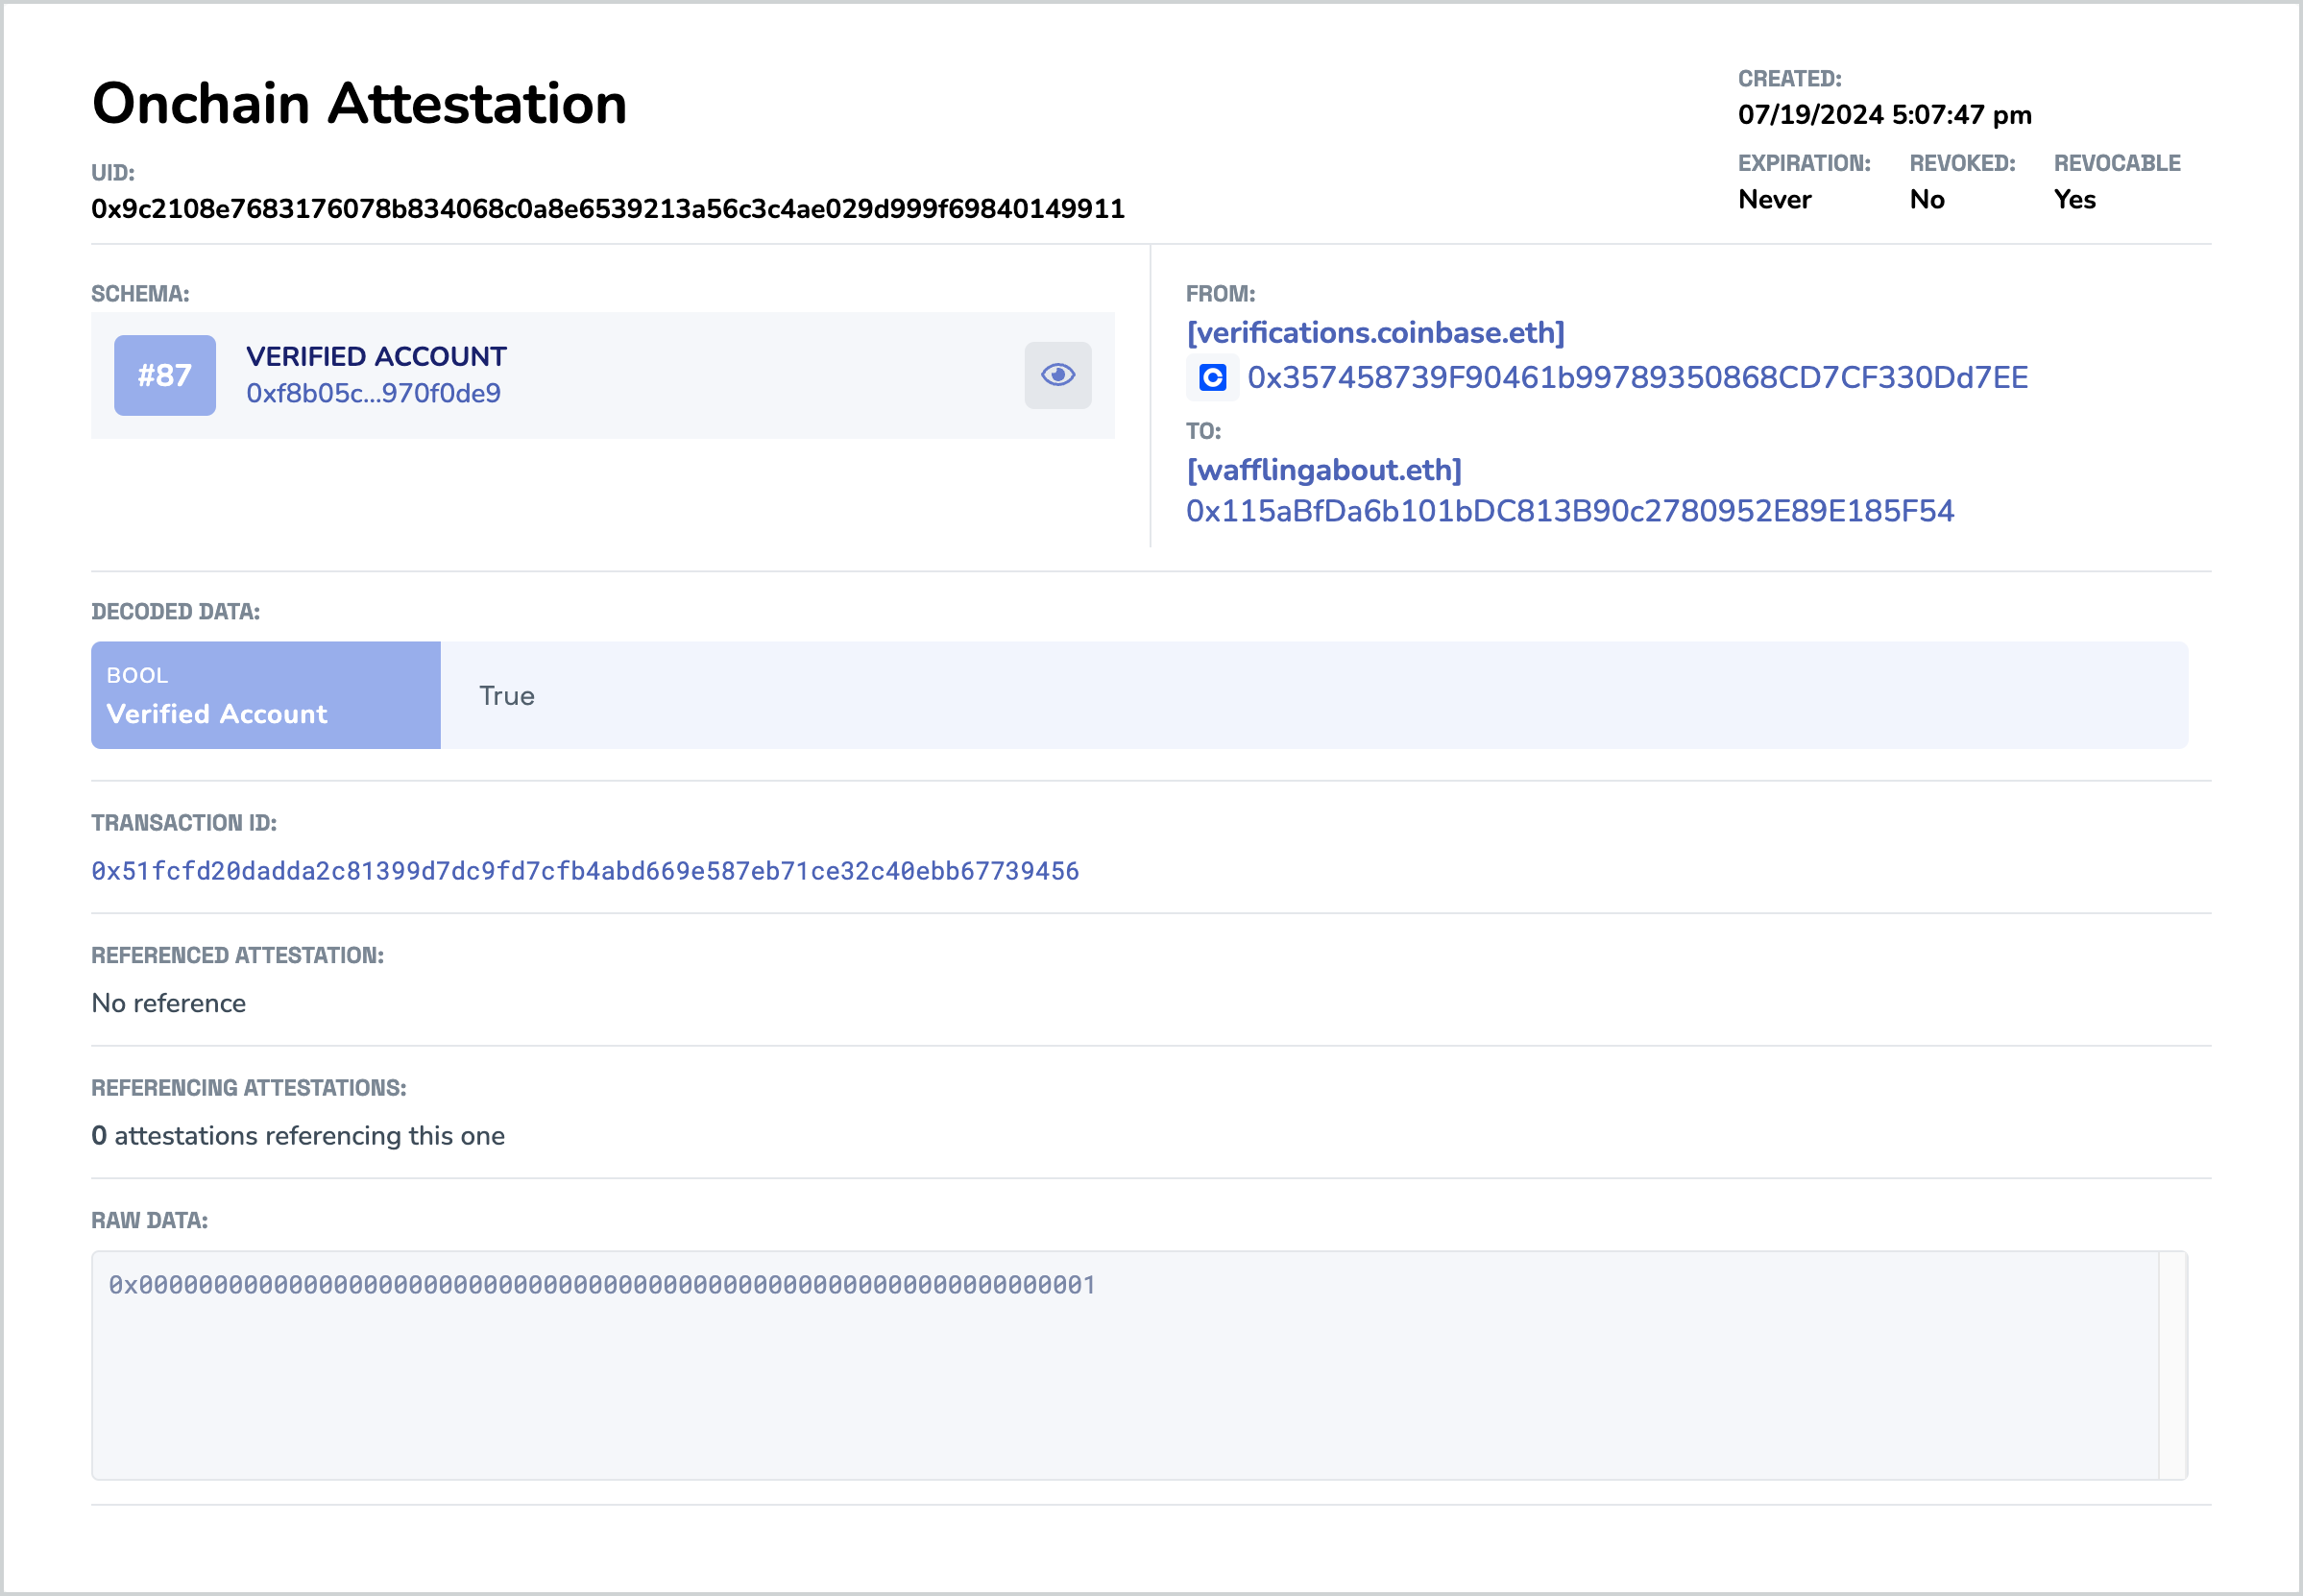 Onchain Attestation
CREATED:
07/19/2024 5:07:47 pm
UID:
0x9c2108e7683176078b834068c0a8e6539213a56c3c4ae029d999f69840149911
EXPIRATION: REVOKED: REVOCABLE
Never No Yes
SCHEMA:
#87
VERIFIED ACCOUNT
0xf8b05c...970f0de9
FROM:
[verifications.coinbase.eth]
0x357458739F90461b99789350868CD7CF330Dd7EE
TO:
[wafflingabout.eth]
0x115aBfDa6b101bDC813B90c2780952E89E185F54
DECODED DATA:
BOOL
Verified Account
True
TRANSACTION ID:
0x51fcfd20dadda2c81399d7dc9fd7cfb4abd669e587eb71ce32c40ebb67739456
REFERENCED ATTESTATION:
No reference
REFERENCING ATTESTATIONS:
0 attestations referencing this one
RAW DATA:
0x0000000000000000000000000000000000000000000000000000000000000001